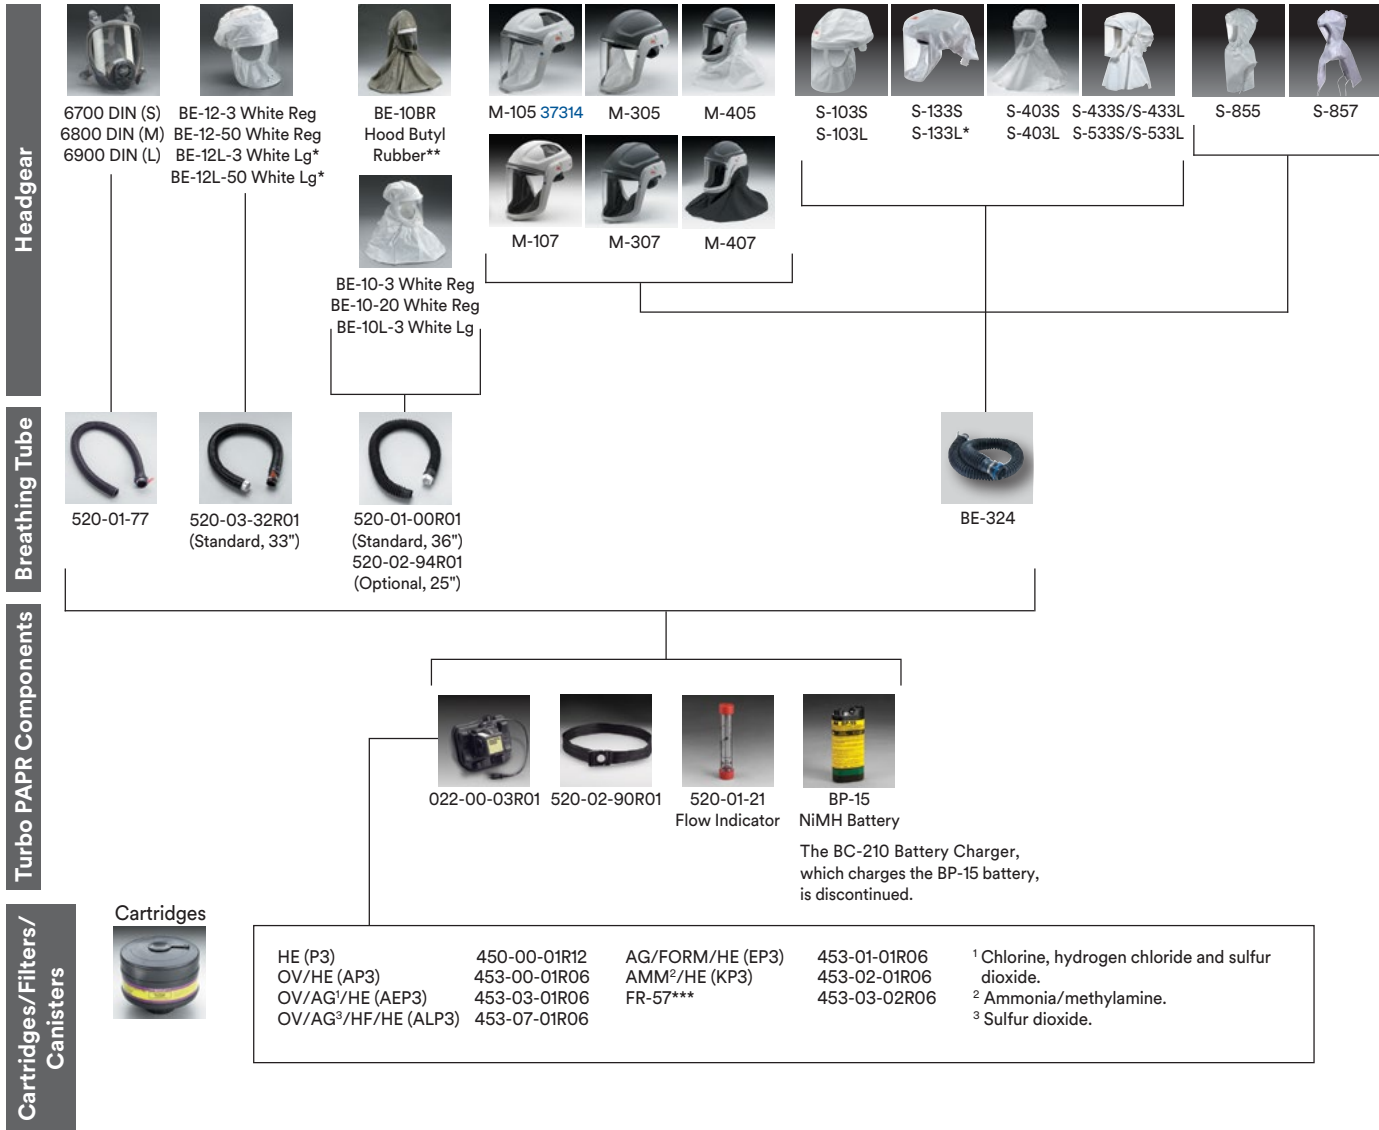 Headgear
6700 DIN (S)
6800 DIN (M)
6900 DIN (L)
BE-12-3 White Reg
BE-12-50 White Reg
BE-12L-3 White Lg*
BE-12L-50 White Lg*
BE-10BR
Hood Butyl
Rubber**
BE-10-3 White Reg
BE-10-20 White Reg
BE-10L-3 White Lg
M-105 37314
M-305
M-405
M-107
M-307
M-407
S-103S
S-103L
S-133S
S-133L*
S-403S
S-403L
S-433S/S-433L
S-533S/S-533L
S-855
S-857
Breathing Tube
520-01-77
520-03-32R01
(Standard, 33")
520-01-00R01
(Standard, 36")
520-02-94R01
(Optional, 25")
BE-324
Turbo PAPR Components
022-00-03R01
520-02-90R01
520-01-21
Flow Indicator
BP-15
NiMH Battery
The BC-210 Battery Charger,
which charges the BP-15 battery,
is discontinued.
Cartridges/Filters/
Canisters
Cartridges
HE (P3) 450-00-01R12
OV/HE (AP3) 453-00-01R06
OV/AG¹/HE (AEP3) 453-03-01R06
OV/AG³/HF/HE (ALP3) 453-07-01R06
AG/FORM/HE (EP3) 453-01-01R06
AMM²/HE (KP3) 453-02-01R06
FR-57*** 453-03-02R06
¹ Chlorine, hydrogen chloride and sulfur
dioxide.
² Ammonia/methylamine.
³ Sulfur dioxide.